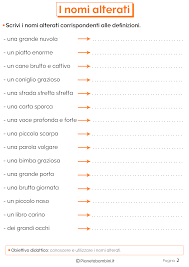 I nomi alterati
• Scrivi i nomi alterati corrispondenti alle definizioni.
- una grande nuvola
- un piatto enorme
- un cane brutto e cattivo
- un coniglio grazioso
- una strada stretta stretta
- una carta sporca
- una voce profonda e forte
- una piccola scarpa
- una parola volgare
- una bimba graziosa
- una grande porta
- una brutta giornata
- un piccolo naso
- un libro carino
- dei grandi occhi
• Obiettivo didattico: conoscere e utilizzare i nomi alterati.
© PianetaBambini.it
Pagina 2